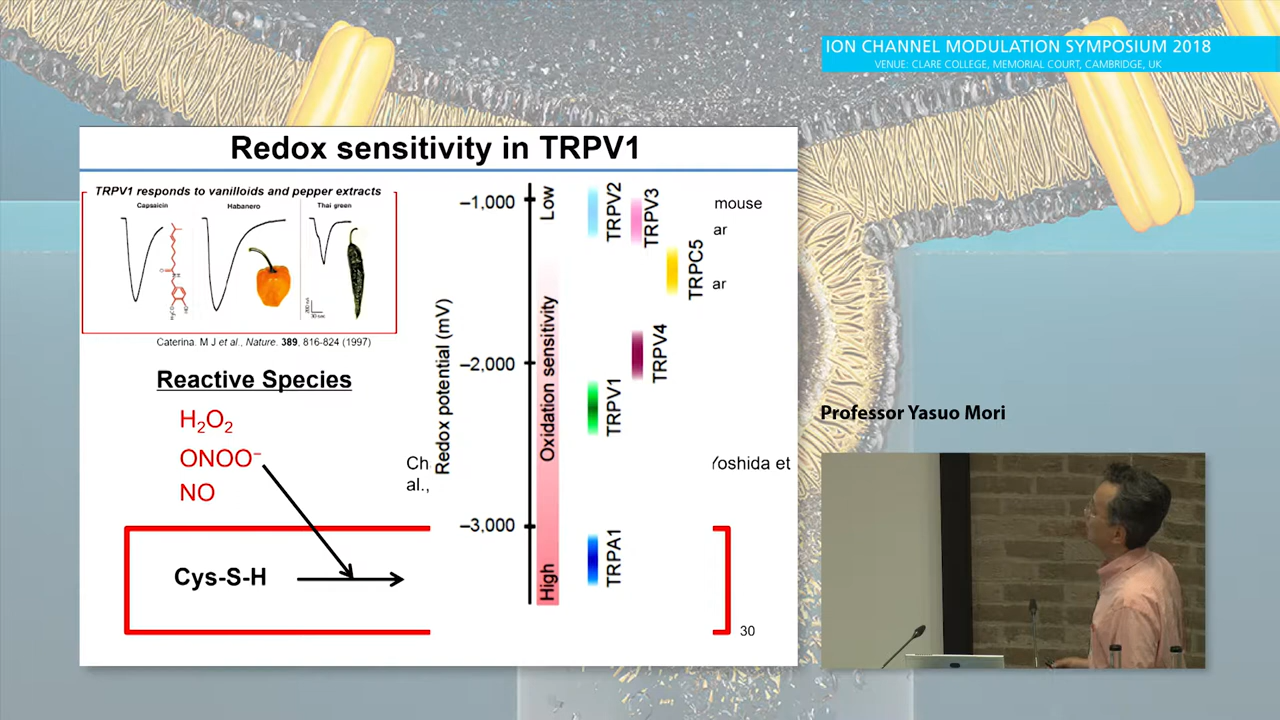 ION CHANNEL MODULATION SYMPOSIUM 2018
VENUE: CLARE COLLEGE, MEMORIAL COURT, CAMBRIDGE, UK
Redox sensitivity in TRPV1
TRPV1 responds to vanilloids and pepper extracts
Capsaicin
Habanero
Thai green
30 sec
Caterina. M J et al., Nature. 389, 816-824 (1997)
Reactive Species
H₂O₂
ONOO⁻
NO
Cys-S-H
Redox potential (mV)
–1,000
–2,000
–3,000
Low
Oxidation sensitivity
High
TRPV2
TRPV3
TRPC5
TRPV4
TRPV1
TRPA1
mouse
ar
ar
Ch
Yoshida et
al.,
30
Professor Yasuo Mori